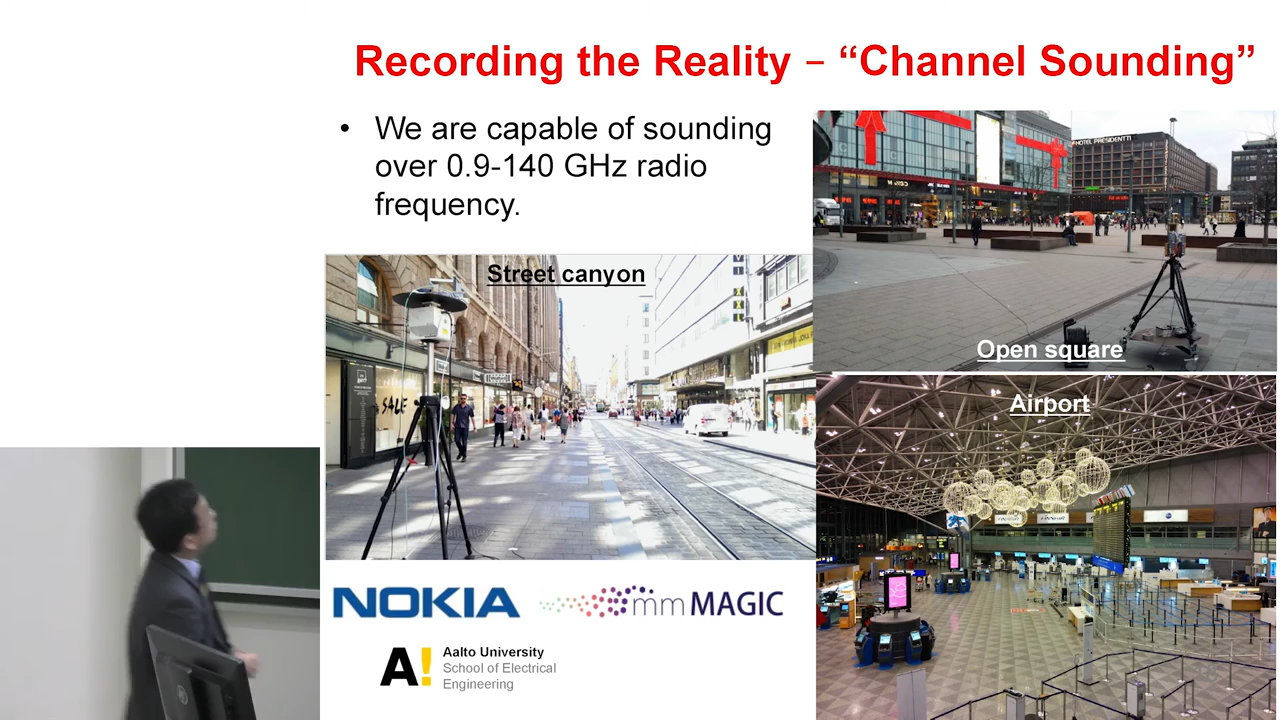 Recording the Reality – “Channel Sounding”
• We are capable of sounding
over 0.9-140 GHz radio
frequency.
HOTEL PRESIDENTTI
Open square
Street canyon
SALE
Airport
NOKIA
mmMAGIC
A!
Aalto University
School of Electrical
Engineering